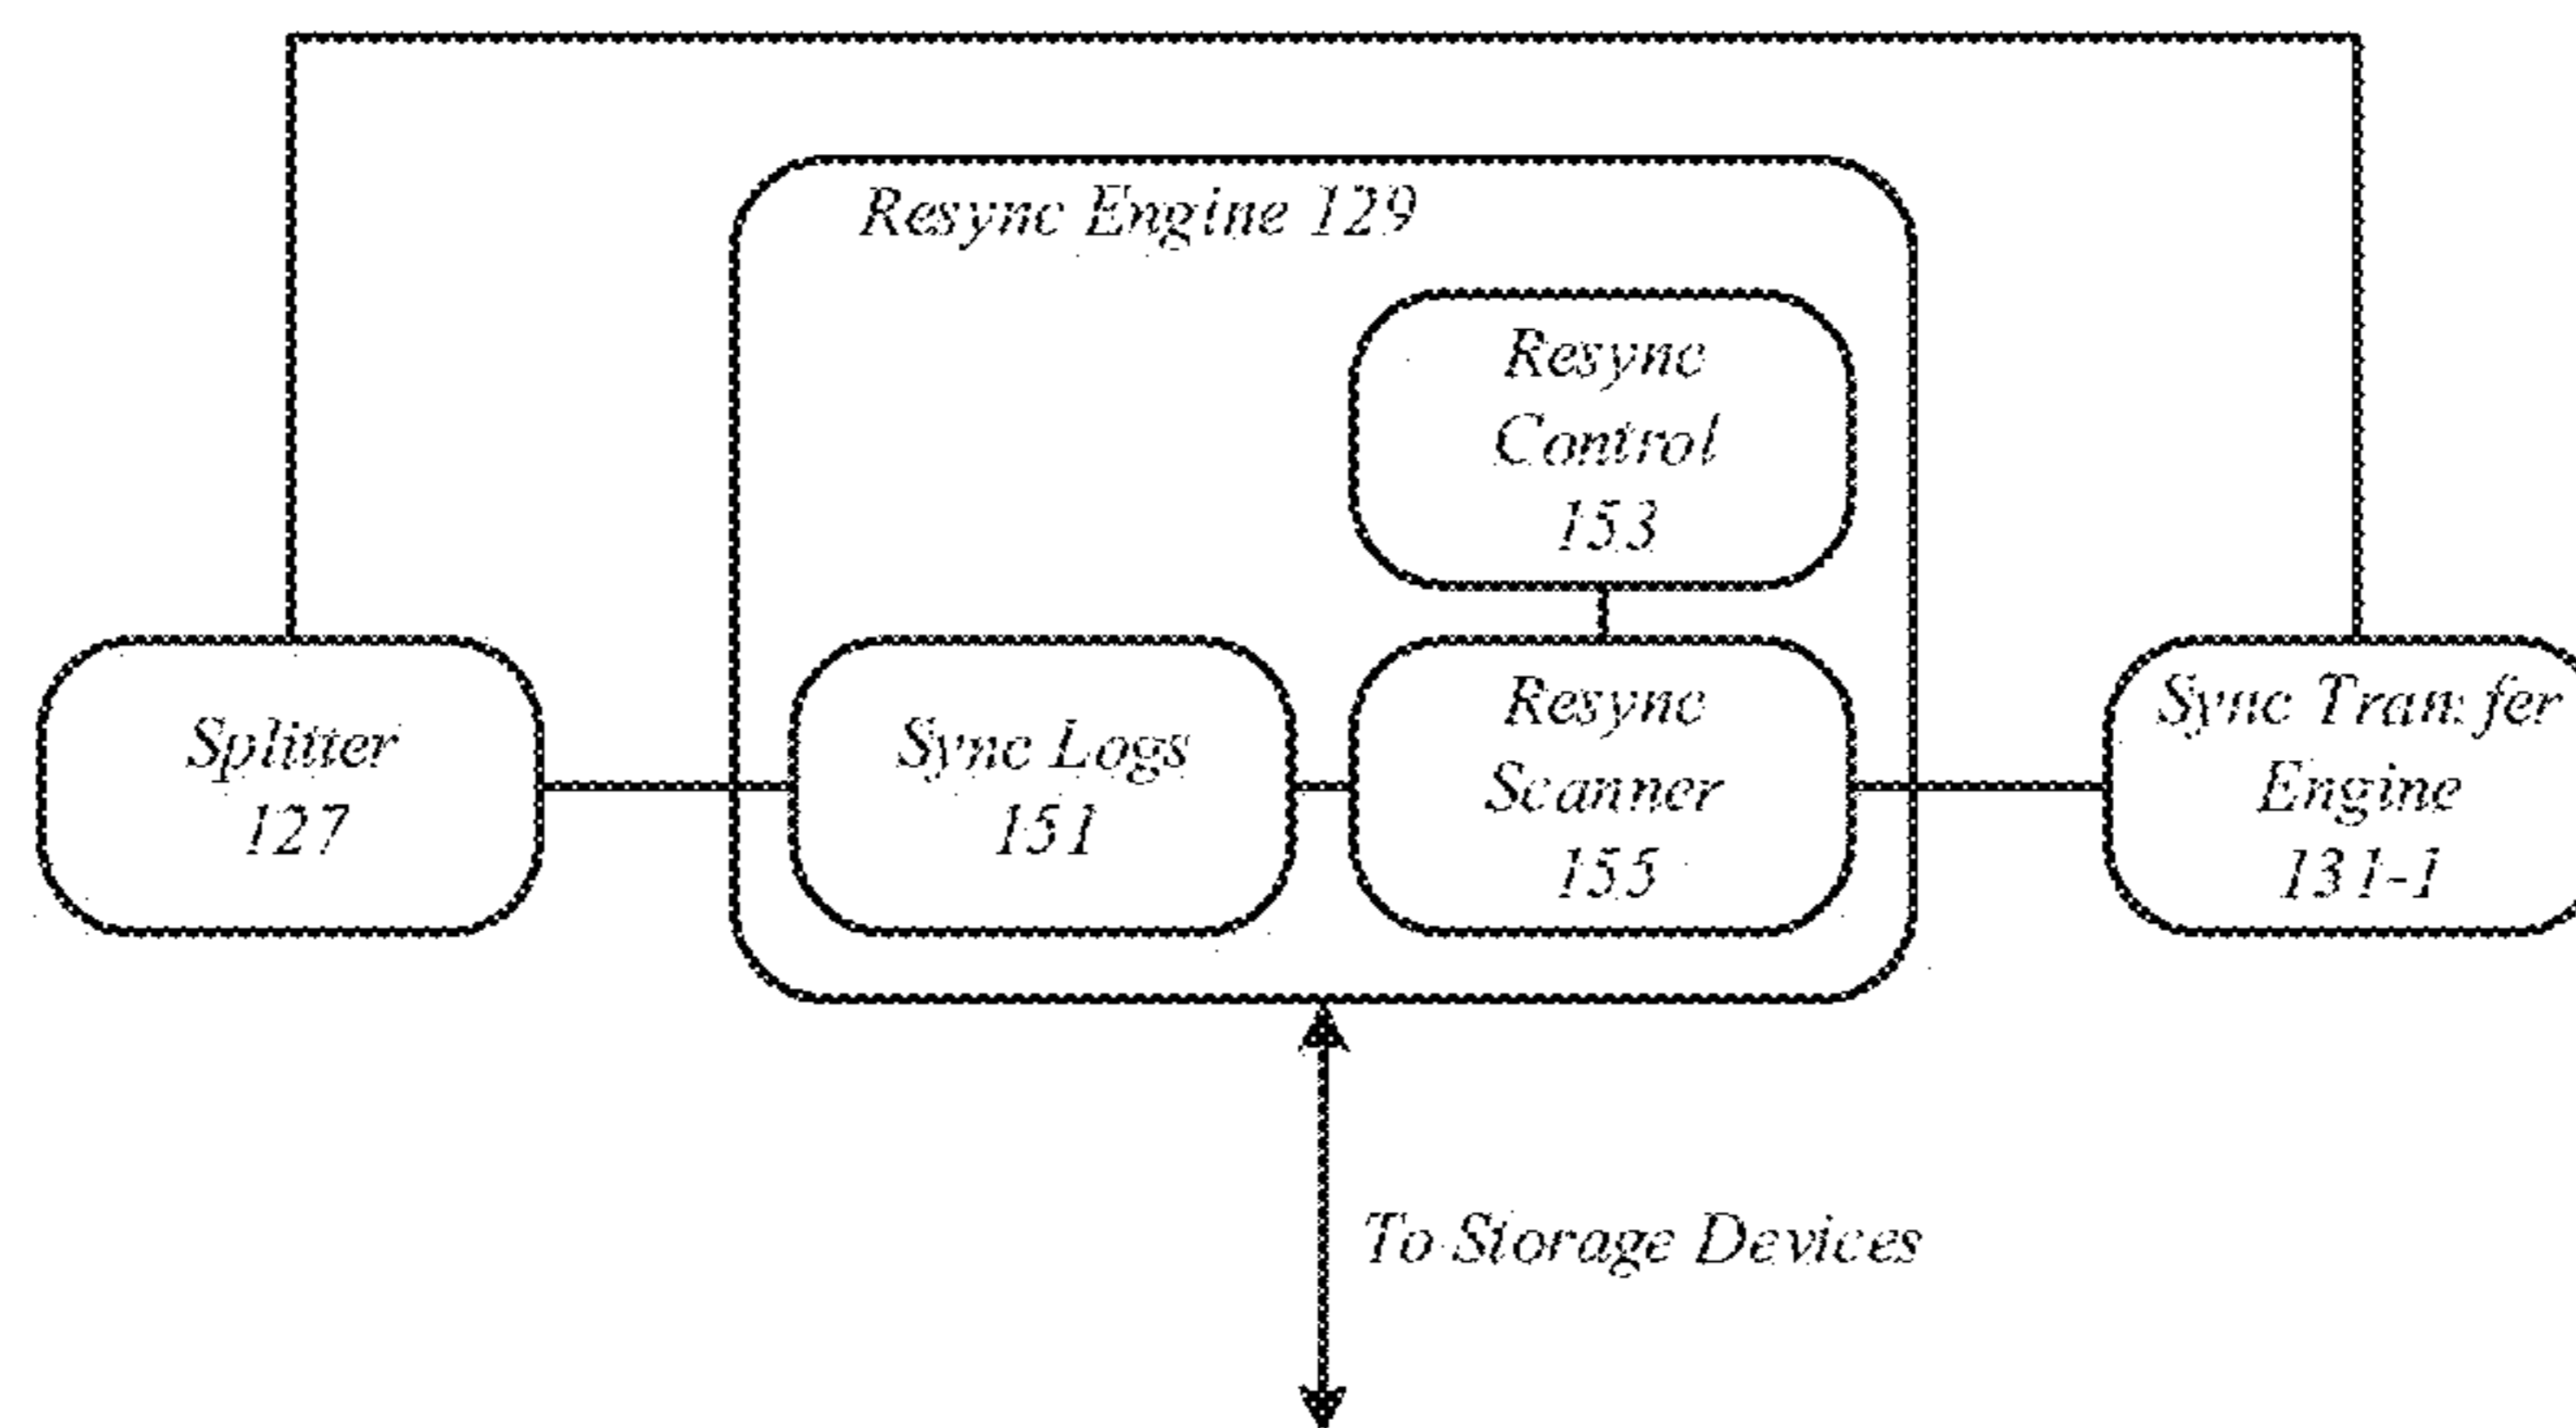 Resync Engine 129
Resync
Control
153
Splitter
127
Sync Logs
151
Resync
Scanner
155
Sync Transfer
Engine
131-1
To Storage Devices